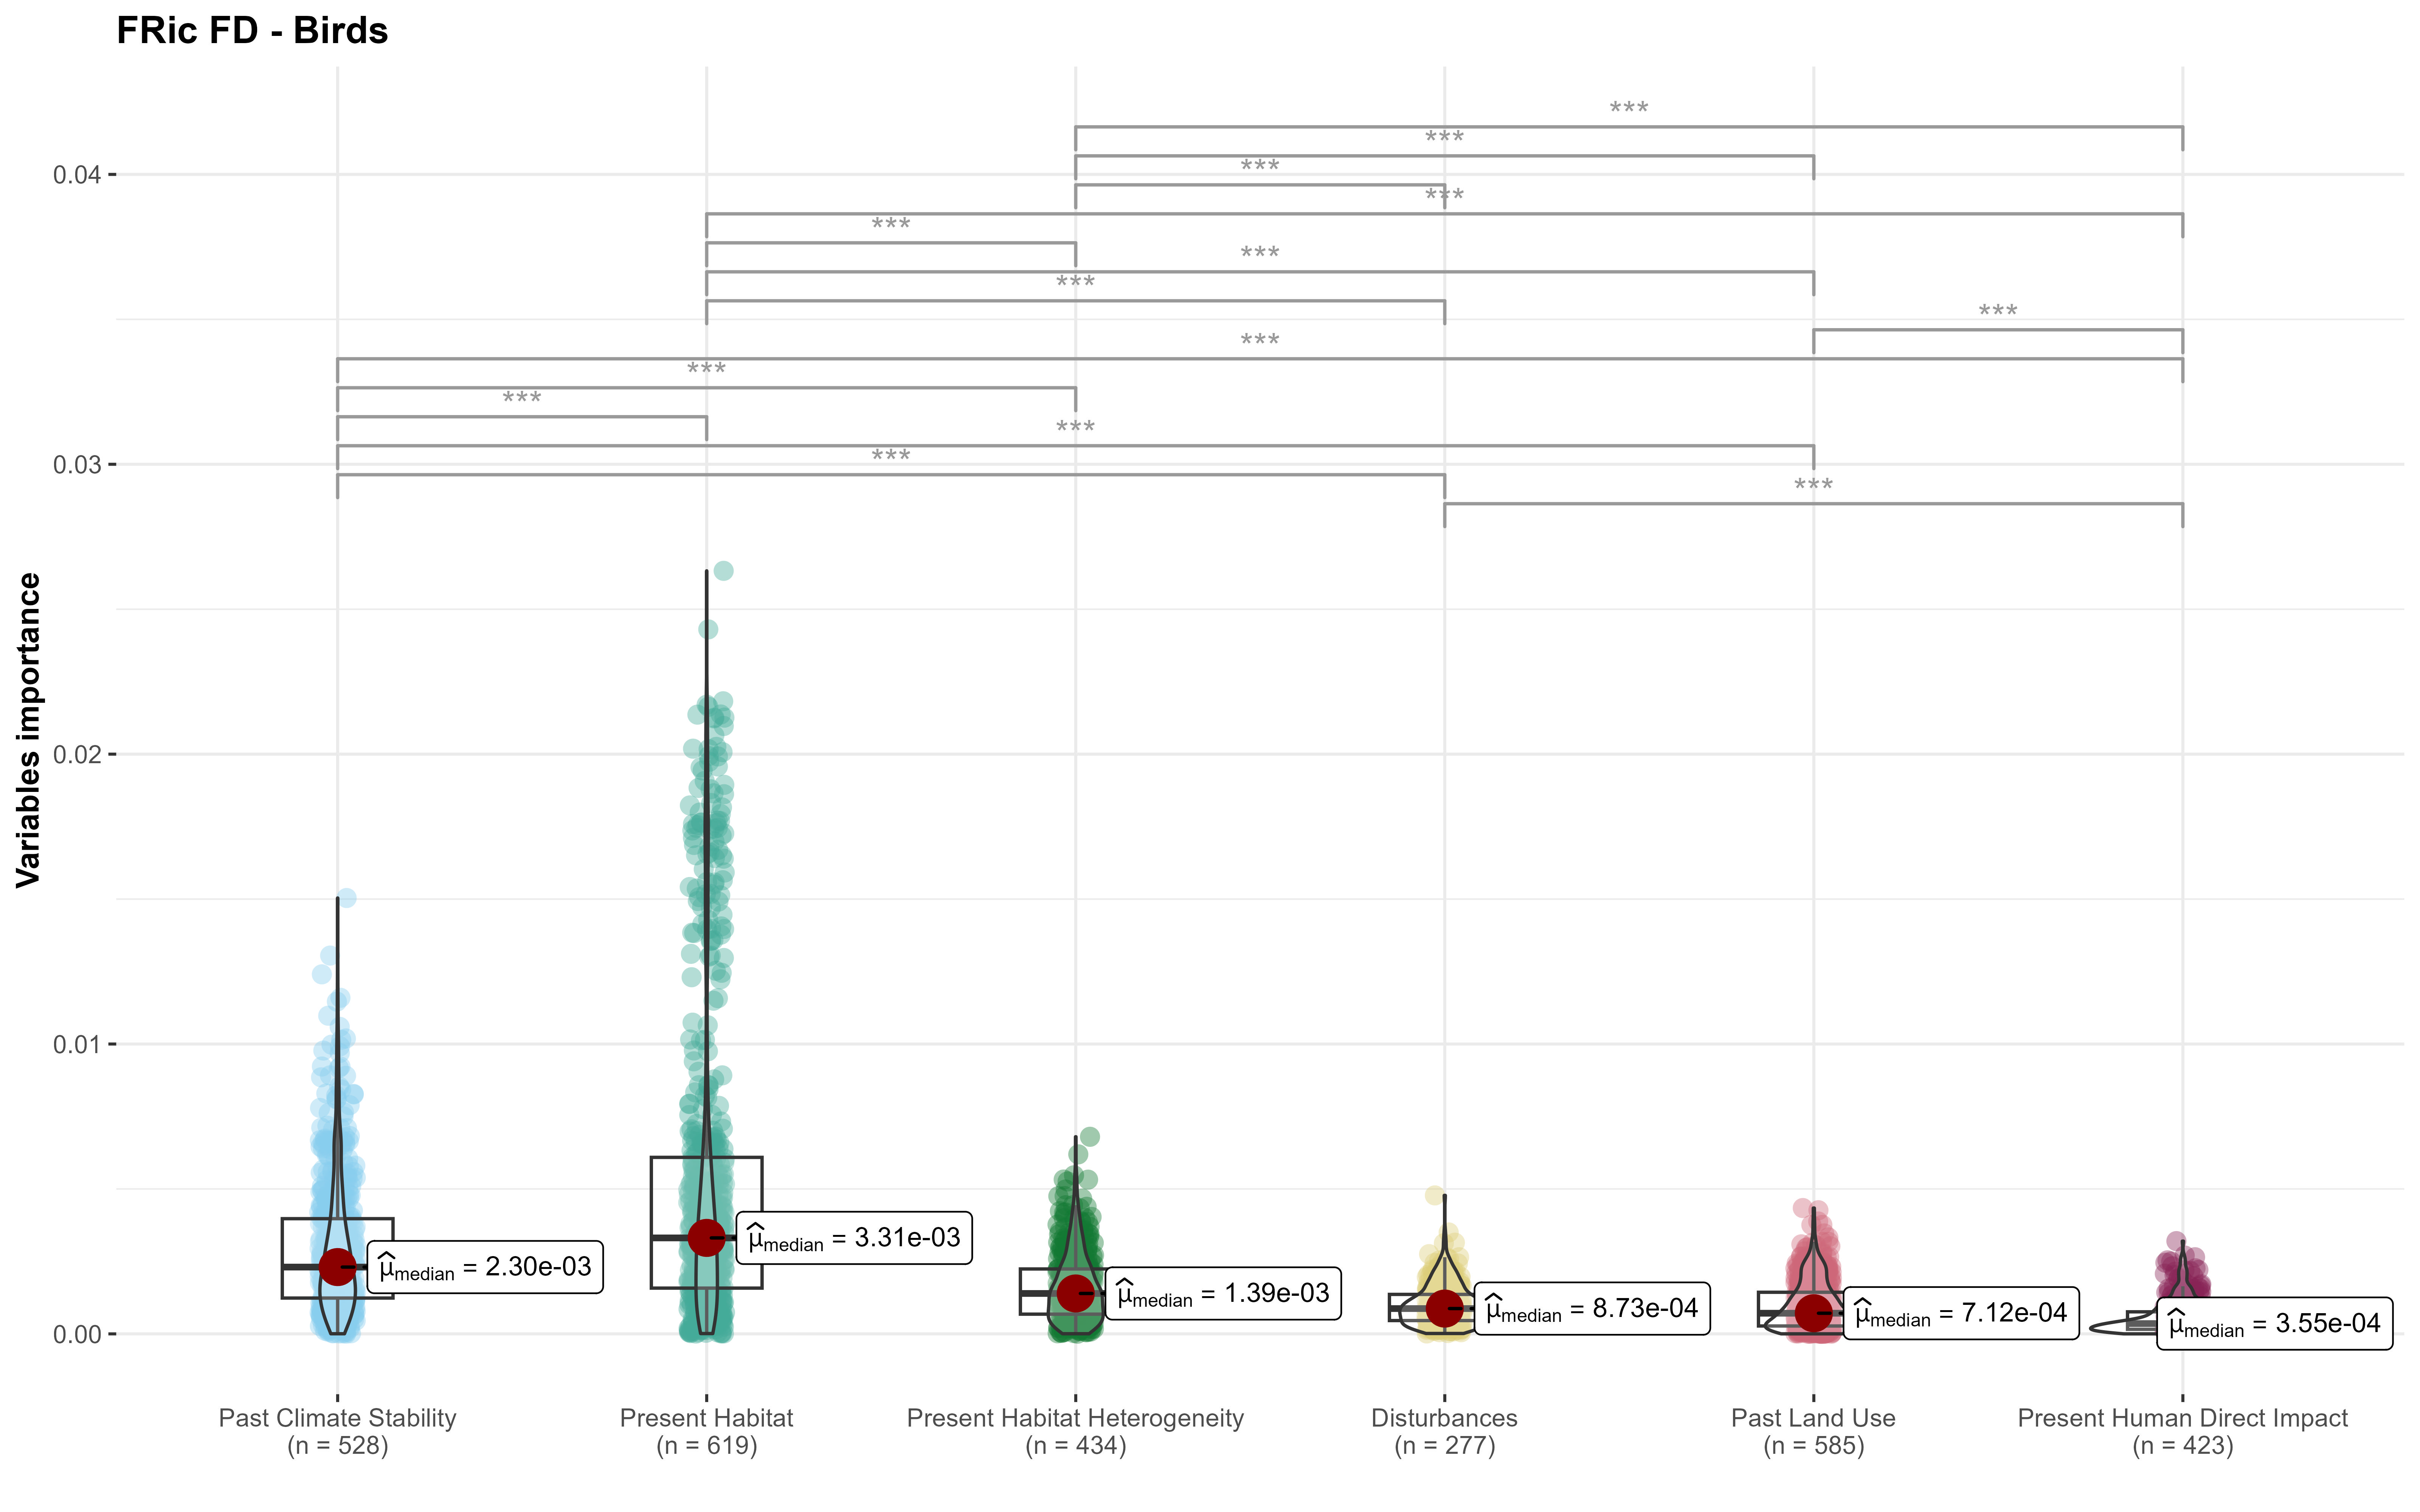 FRic FD - Birds
***
***
***
***
***
***
***
***
***
***
***
***
***
***
0.04
0.03
0.02
0.01
0.00
Variables importance
μ̂median = 2.30e-03
μ̂median = 3.31e-03
μ̂median = 1.39e-03
μ̂median = 8.73e-04
μ̂median = 7.12e-04
μ̂median = 3.55e-04
Past Climate Stability
(n = 528)
Present Habitat
(n = 619)
Present Habitat Heterogeneity
(n = 434)
Disturbances
(n = 277)
Past Land Use
(n = 585)
Present Human Direct Impact
(n = 423)